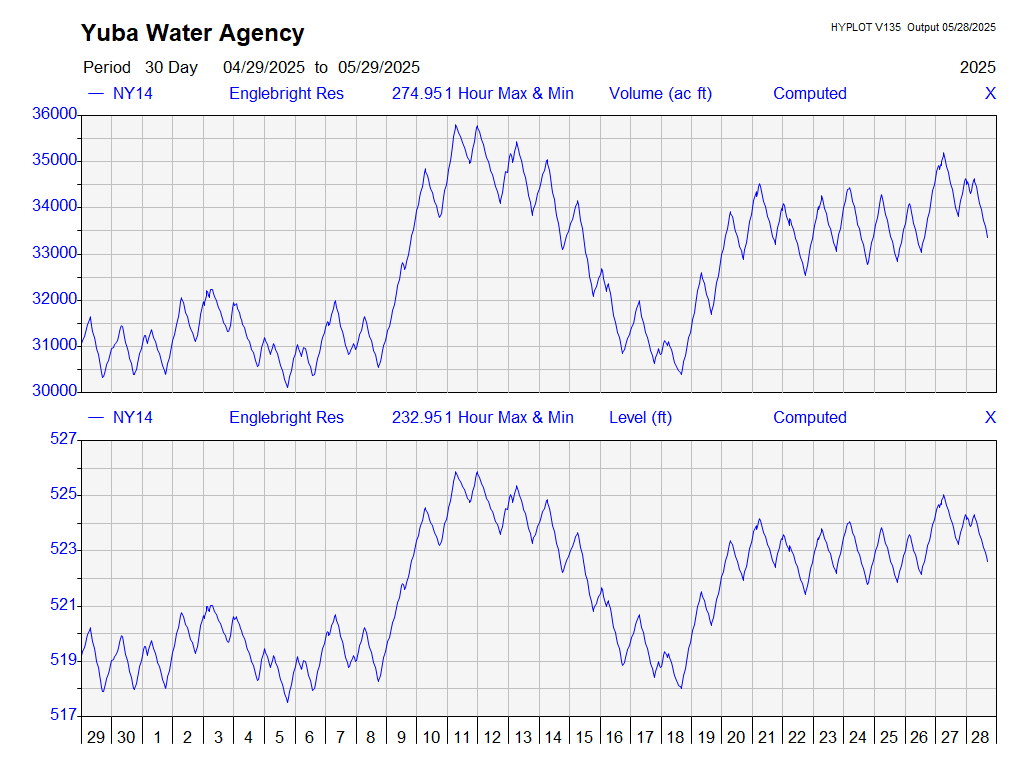 Yuba Water Agency
HYPLOT V135 Output 05/28/2025
Period 30 Day 04/29/2025 to 05/29/2025 2025
NY14 Englebright Res 274.951 Hour Max & Min Volume (ac ft) Computed X
36000
35000
34000
33000
32000
31000
30000
NY14 Englebright Res 232.951 Hour Max & Min Level (ft) Computed X
527
525
523
521
519
517
29 30 1 2 3 4 5 6 7 8 9 10 11 12 13 14 15 16 17 18 19 20 21 22 23 24 25 26 27 28